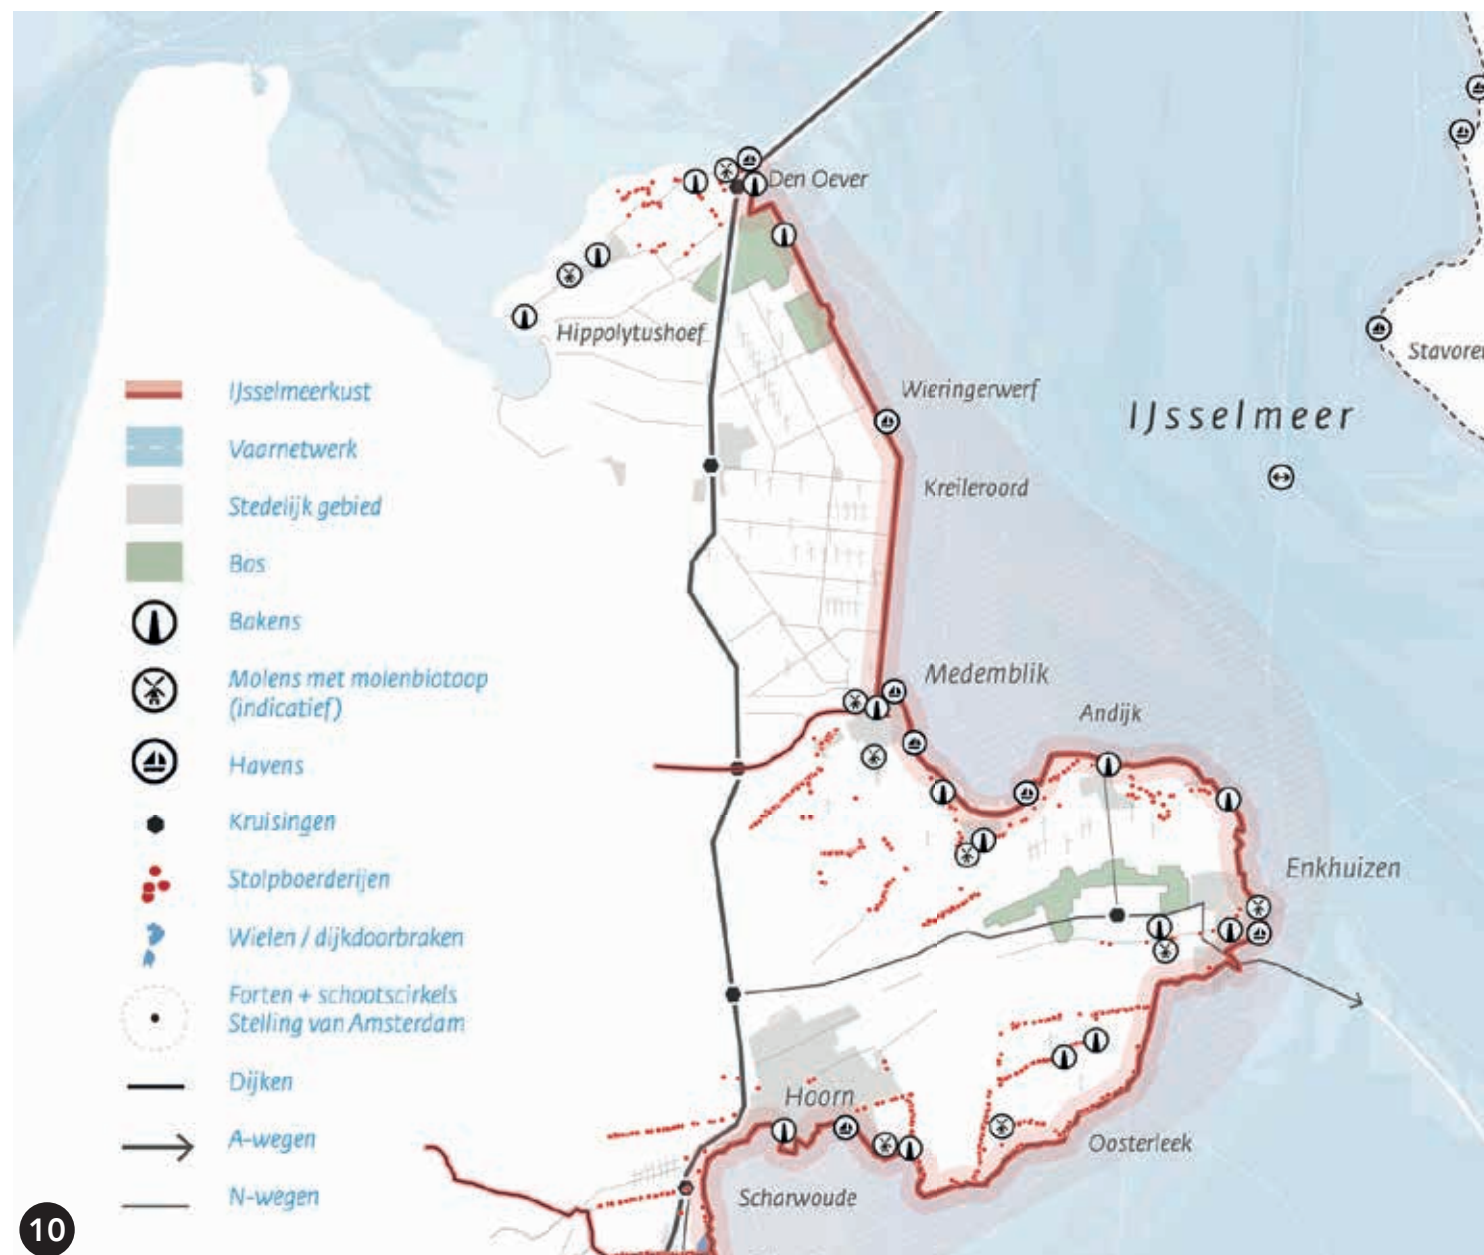 Den Oever
Hippolytushoef
Stavore
Wieringerwerf
IJsselmeer
Kreileroord
Medemblik
Andijk
Enkhuizen
Hoorn
Oosterleek
Scharwoude
IJsselmeerkust
Vaarnetwerk
Stedelijk gebied
Bos
Bakens
Molens met molenbiotoop
(indicatief)
Havens
Kruisingen
Stolpboerderijen
Wielen / dijkdoorbraken
Forten + schootscirkels
Stelling van Amsterdam
Dijken
A-wegen
N-wegen
10